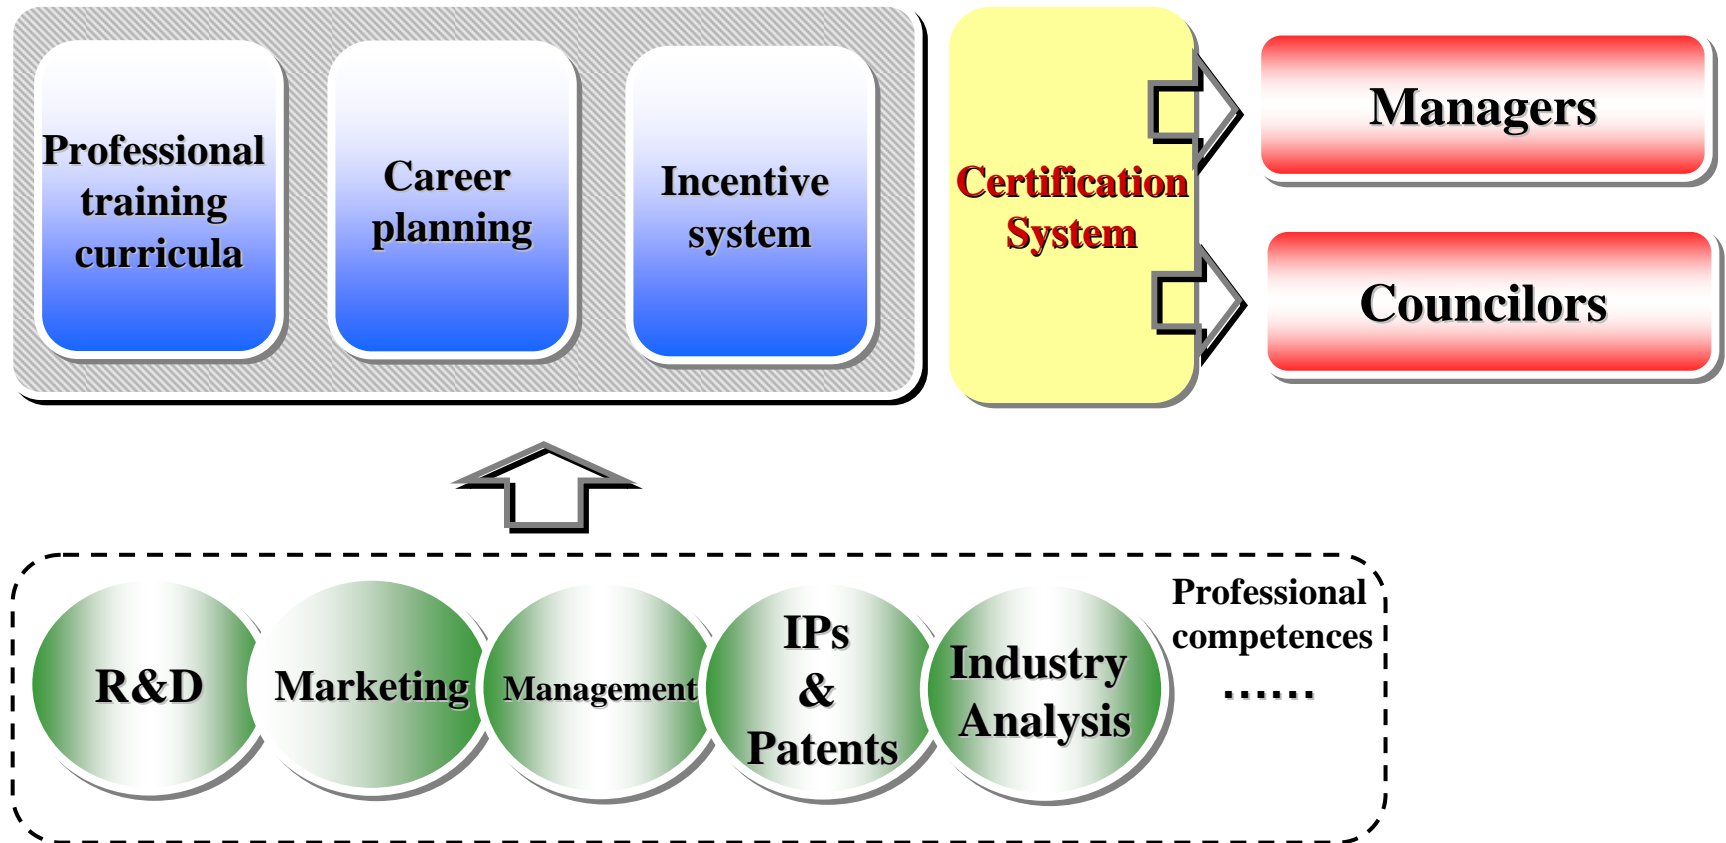 Professional
training
curricula
Career
planning
Incentive
system
Certification
System
Managers
Councilors
R&D
Marketing
Management
IPs
&
Patents
Industry
Analysis
Professional
competences
……